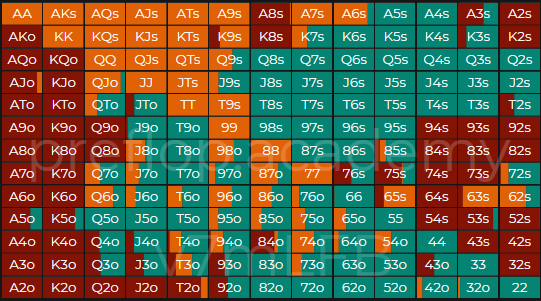 AA AKs AQs AJs ATs A9s A8s A7s A6s A5s A4s A3s A2s
AKo KK KQs KJs KTs K9s K8s K7s K6s K5s K4s K3s K2s
AQo KQo QQ QJs QTs Q9s Q8s Q7s Q6s Q5s Q4s Q3s Q2s
AJo KJo QJo JJ JTs J9s J8s J7s J6s J5s J4s J3s J2s
ATo KTo QTo JTo TT T9s T8s T7s T6s T5s T4s T3s T2s
A9o K9o Q9o J9o T9o 99 98s 97s 96s 95s 94s 93s 92s
A8o K8o Q8o J8o T8o 98o 88 87s 86s 85s 84s 83s 82s
preflop academy
A7o K7o Q7o J7o T7o 97o 87o 77 76s 75s 74s 73s 72s
A6o K6o Q6o J6o T6o 96o 86o 76o 66 65s 64s 63s 62s
A5o K5o Q5o J5o T5o 95o 85o 75o 65o 55 54s 53s 52s
A4o K4o Q4o J4o T4o 94o 84o 74o 64o 54o 44 43s 42s
V7mLFB
A3o K3o Q3o J3o T3o 93o 83o 73o 63o 53o 43o 33 32s
A2o K2o Q2o J2o T2o 92o 82o 72o 62o 52o 42o 32o 22